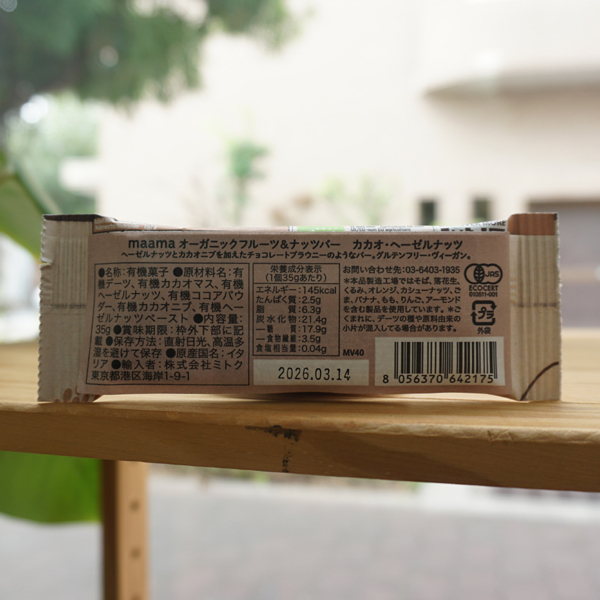 maama オーガニックフルーツ&ナッツバー カカオ・ヘーゼルナッツ
ヘーゼルナッツとカカオニブを加えたチョコレートブラウニーのようなバー。グルテンフリー・ヴィーガン。
●名称:有機菓子 ●原材料名:有
機デーツ、有機カカオマス、有機
ヘーゼルナッツ、有機ココアパウ
ダー、有機カカオニブ、有機ヘー
ゼルナッツペースト ●内容量:
35g ●賞味期限:枠外下部に記
載 ●保存方法:直射日光、高温多
湿を避けて保存 ●原産国名:イタ
リア ●輸入者:株式会社ミトク
東京都港区海岸1-9-1
栄養成分表示
(1個35gあたり)
エネルギー:145kcal
たんぱく質:2.5g
脂質:6.3g
炭水化物:21.4g
-糖質:17.9g
-食物繊維:3.5g
食塩相当量:0.04g
2026.03.14
お問い合わせ先:03-6403-1935
*本品製造工場ではそば、落花生、
くるみ、オレンジ、カシューナッツ、ご
ま、バナナ、もも、りんご、アーモンド
を含む製品を使用しています。*ご
くまれに、デーツの種や原料由来の
小片が混入してる場合があります。
JAS
ECOCERT
010811-001
プラ
外袋
MV40
8 056370 642175